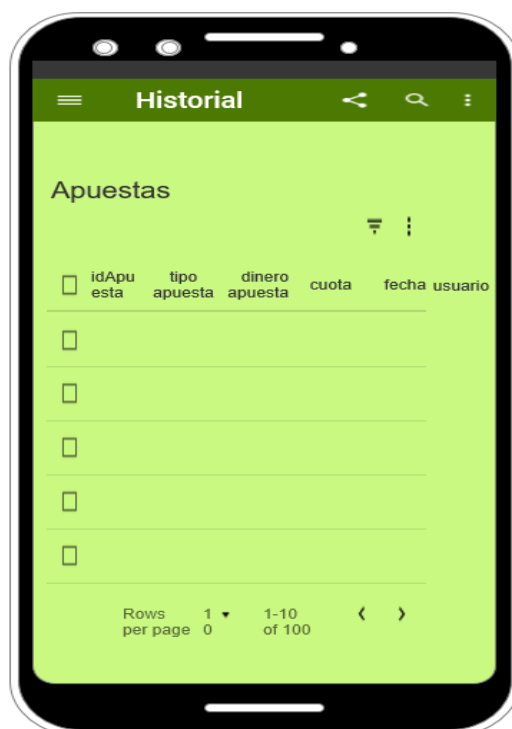 Historial
Apuestas
idApu tipo dinero cuota fecha usuario
esta apuesta apuesta
Rows 1 1-10
per page 0 of 100